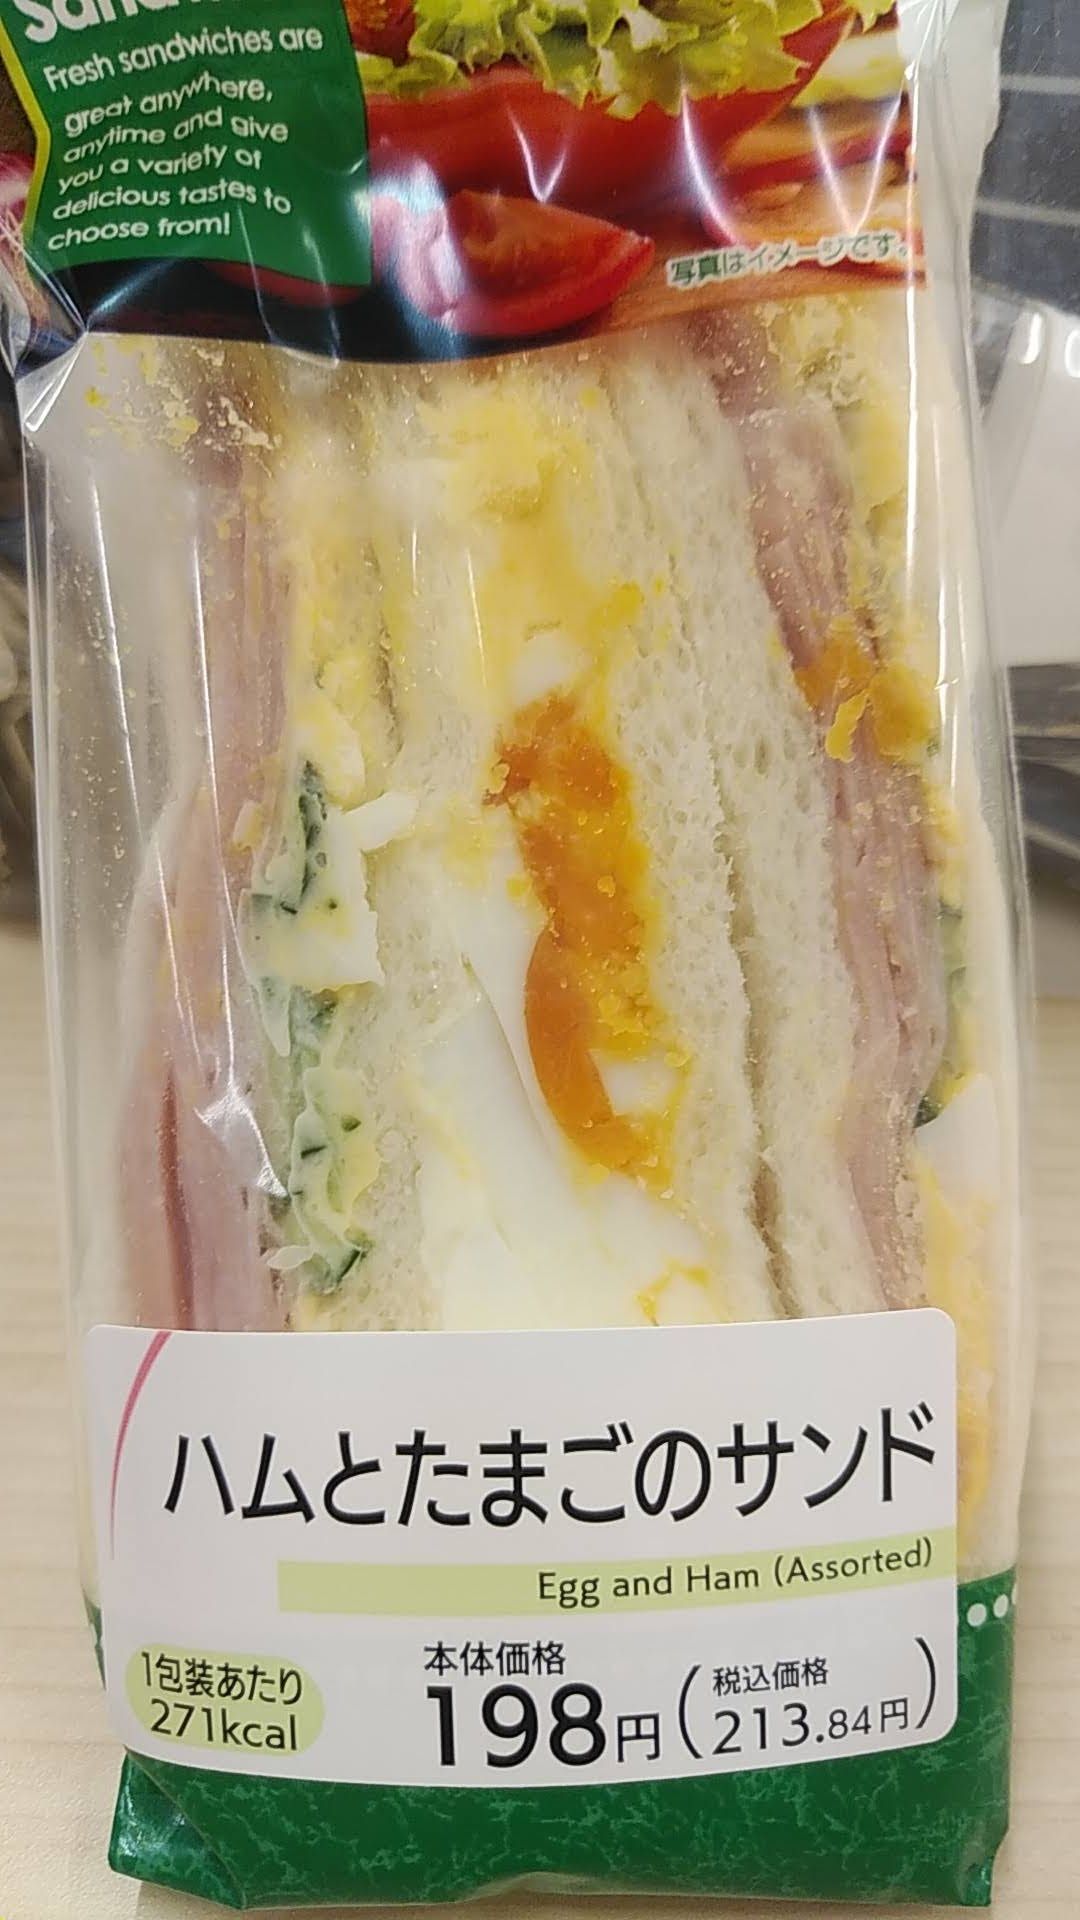 Fresh sandwiches are
great anywhere,
anytime and give
you a variety of
delicious tastes to
choose from!
写真はイメージです。
ハムとたまごのサンド
Egg and Ham (Assorted)
1包装あたり
271kcal
本体価格
198円
(税込価格
213.84円)